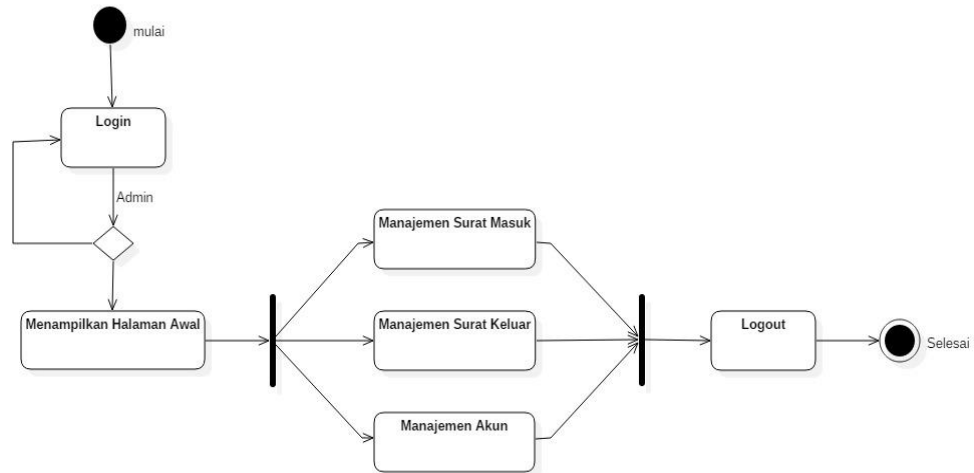 mulai
Login
Admin
Menampilkan Halaman Awal
Manajemen Surat Masuk
Manajemen Surat Keluar
Manajemen Akun
Logout
Selesai